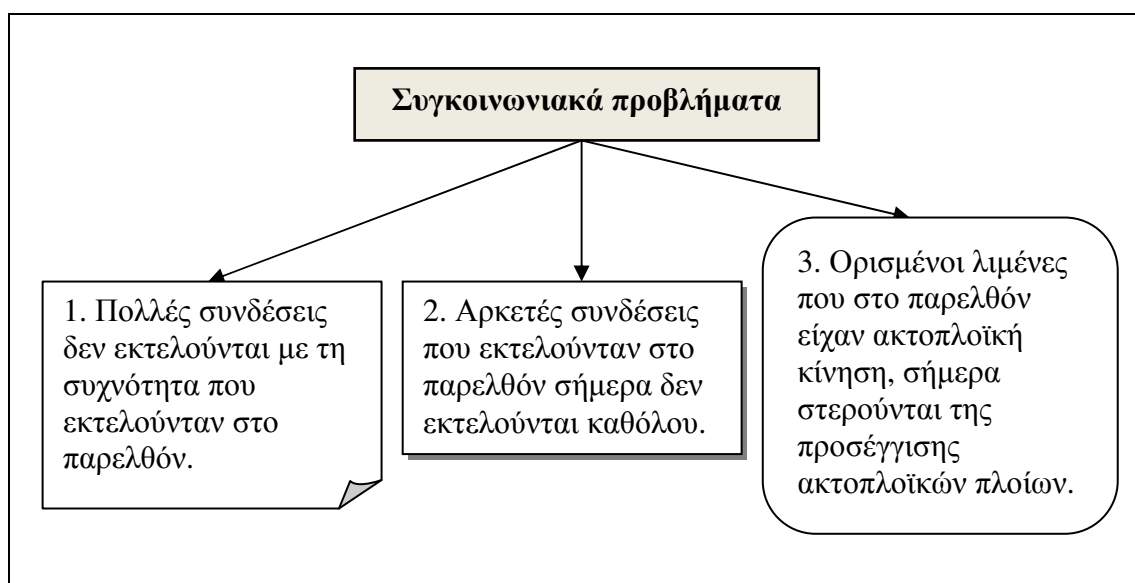 Συγκοινωνιακά προβλήματα
1. Πολλές συνδέσεις
δεν εκτελούνται με τη
συχνότητα που
εκτελούνταν στο
παρελθόν.
2. Αρκετές συνδέσεις
που εκτελούνταν στο
παρελθόν σήμερα δεν
εκτελούνται καθόλου.
3. Ορισμένοι λιμένες
που στο παρελθόν
είχαν ακτοπλοϊκή
κίνηση, σήμερα
στερούνται της
προσέγγισης
ακτοπλοϊκών πλοίων.